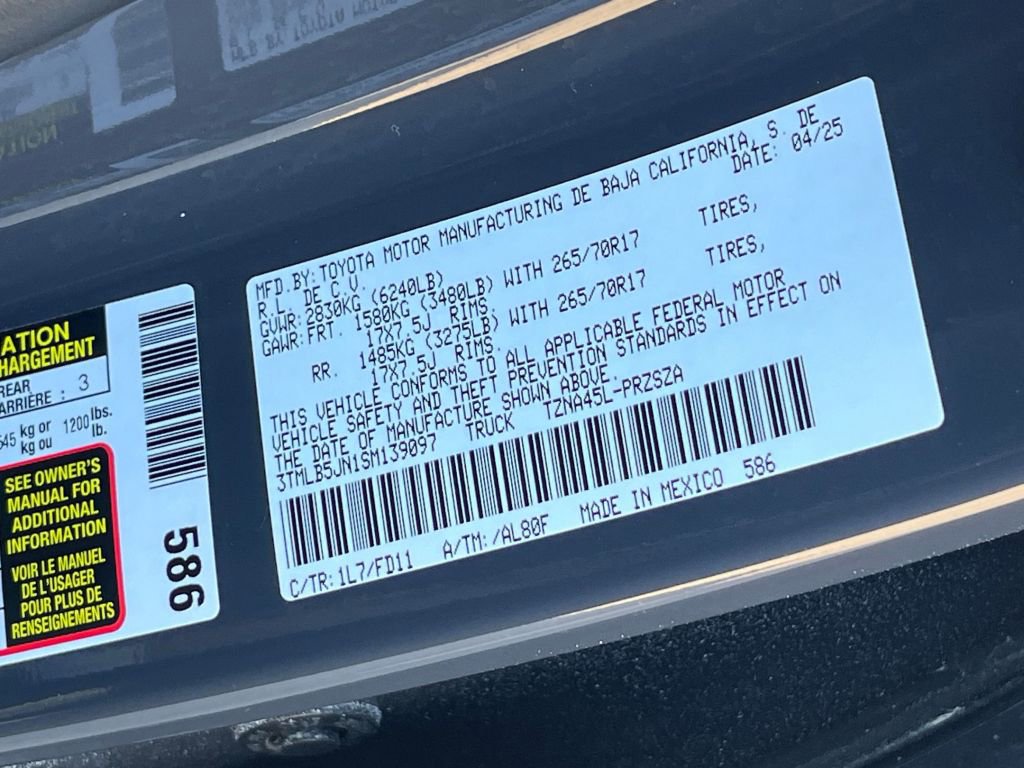 MFD.BY:TOYOTA MOTOR MANUFACTURING DE BAJA CALIFORNIA, S. DE
R.L. DE C.V. DATE: 04/25
GVWR:2830KG (6240LB)
GAWR:FRT. 1580KG (3480LB) WITH 265/70R17 TIRES,
17X7.5J RIMS,
RR. 1485KG (3275LB) WITH 265/70R17 TIRES,
17X7.5J RIMS.
THIS VEHICLE CONFORMS TO ALL APPLICABLE FEDERAL MOTOR
VEHICLE SAFETY AND THEFT PREVENTION STANDARDS IN EFFECT ON
THE DATE OF MANUFACTURE SHOWN ABOVE.
3TMLB5JN1SM139097 TRUCK TZNA45L-PRZSZA
C/TR:1L7/FD11 A/TM:/AL80F MADE IN MEXICO 586
ATION
HARGEMENT
REAR
ARRIÈRE : 3
545 kg or 1200 lbs.
kg ou lb.
SEE OWNER'S
MANUAL FOR
ADDITIONAL
INFORMATION
VOIR LE MANUEL
DE L'USAGER
POUR PLUS DE
RENSEIGNEMENTS
586